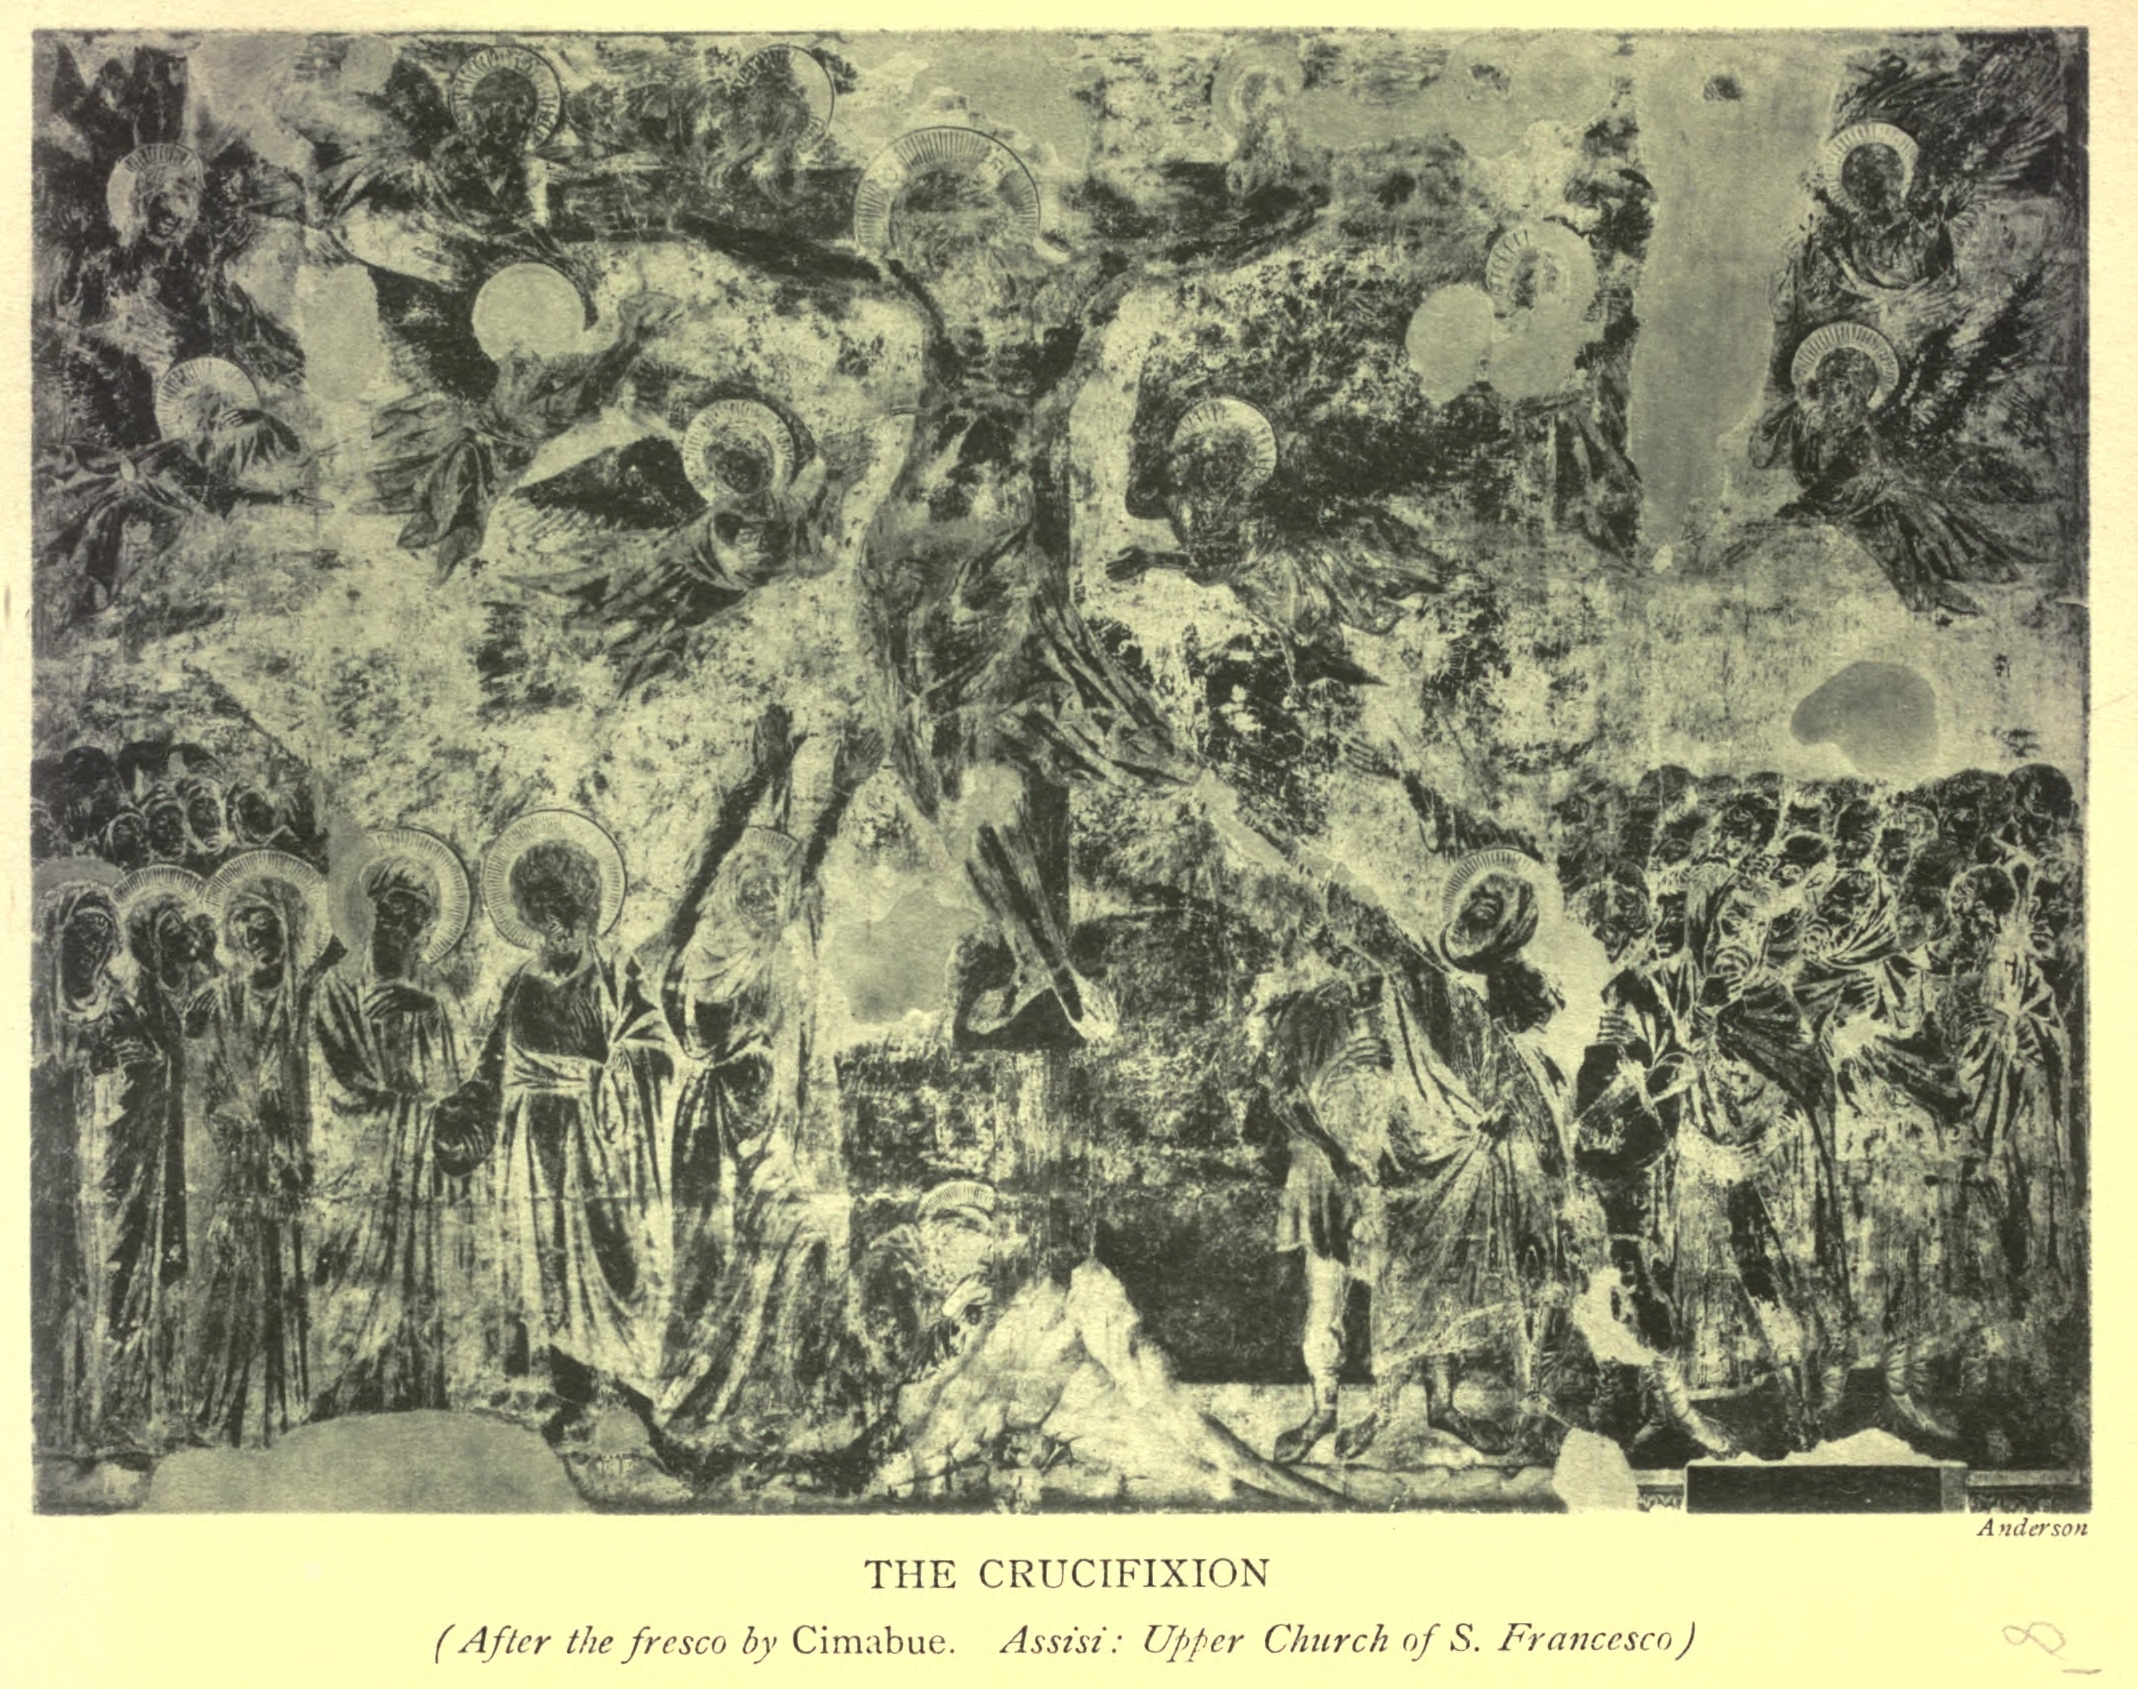 Anderson
THE CRUCIFIXION
(After the fresco by Cimabue. Assisi: Upper Church of S. Francesco)